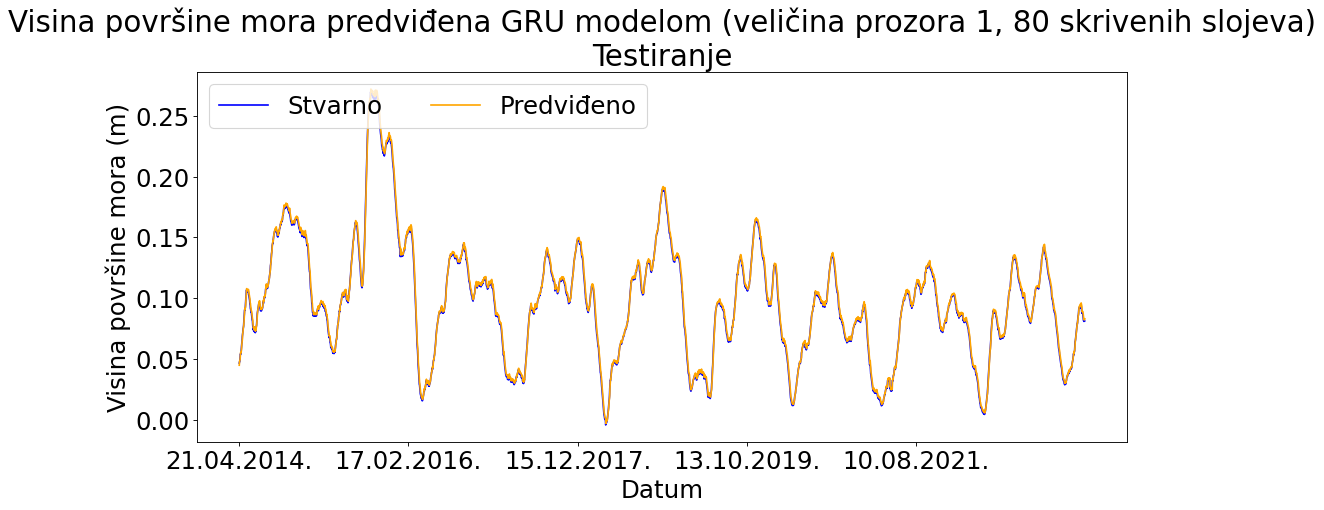 Visina površine mora predviđena GRU modelom (veličina prozora 1, 80 skrivenih slojeva)
Testiranje
Stvarno
Predviđeno
Visina površine mora (m)
0.25
0.20
0.15
0.10
0.05
0.00
21.04.2014. 17.02.2016. 15.12.2017. 13.10.2019. 10.08.2021.
Datum